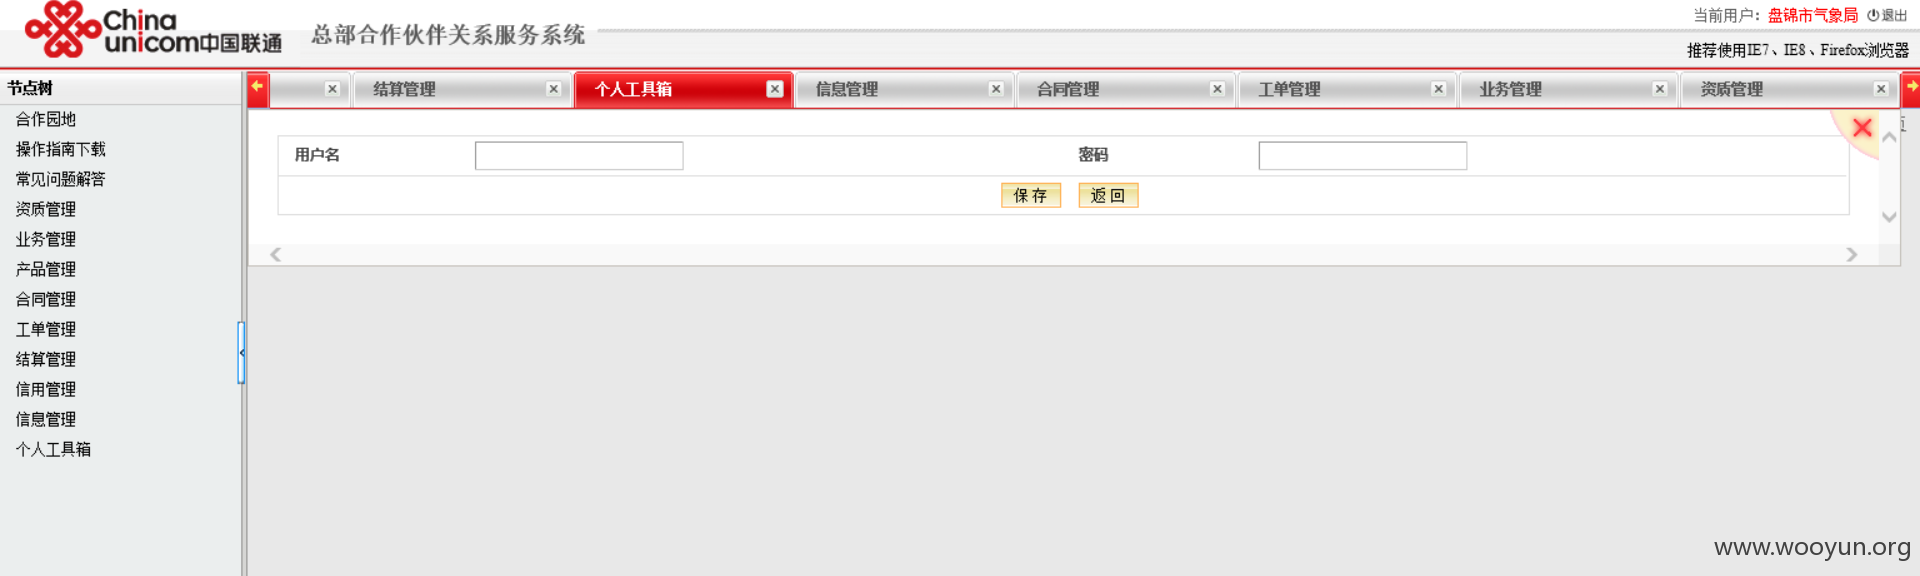 China
unicom中国联通
总部合作伙伴关系服务系统
当前用户： 盘锦市气象局 退出
推荐使用IE7、IE8、Firefox浏览器
节点树
结算管理 个人工具箱 信息管理 合同管理 工单管理 业务管理 资质管理
合作园地
操作指南下载
常见问题解答
资质管理
业务管理
产品管理
合同管理
工单管理
结算管理
信用管理
信息管理
个人工具箱
用户名 密码
保存 返回
www.wooyun.org